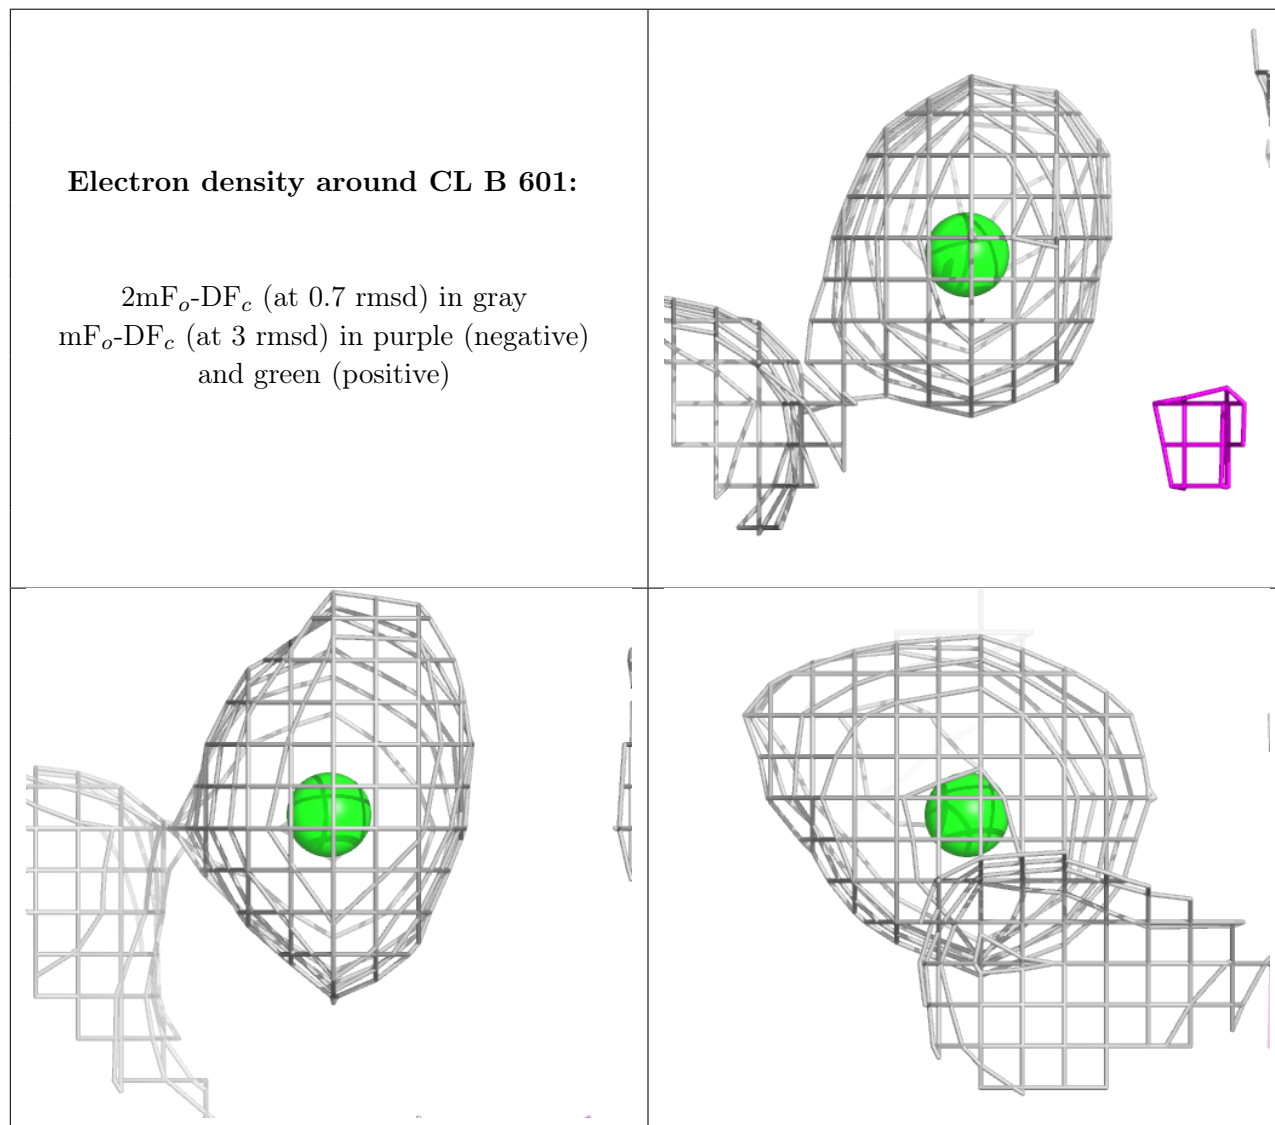 Electron density around CL B 601:
2mFₒ-DF𝒸 (at 0.7 rmsd) in gray
mFₒ-DF𝒸 (at 3 rmsd) in purple (negative)
and green (positive)